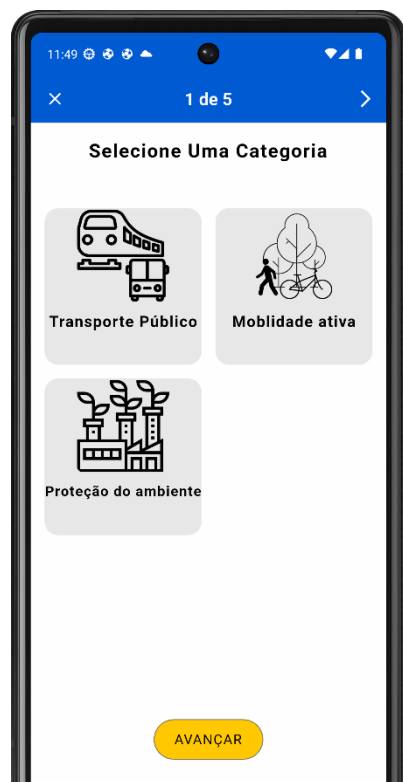 11:49
1 de 5
Selecione Uma Categoria
Transporte Público
Moblidade ativa
Proteção do ambiente
AVANÇAR